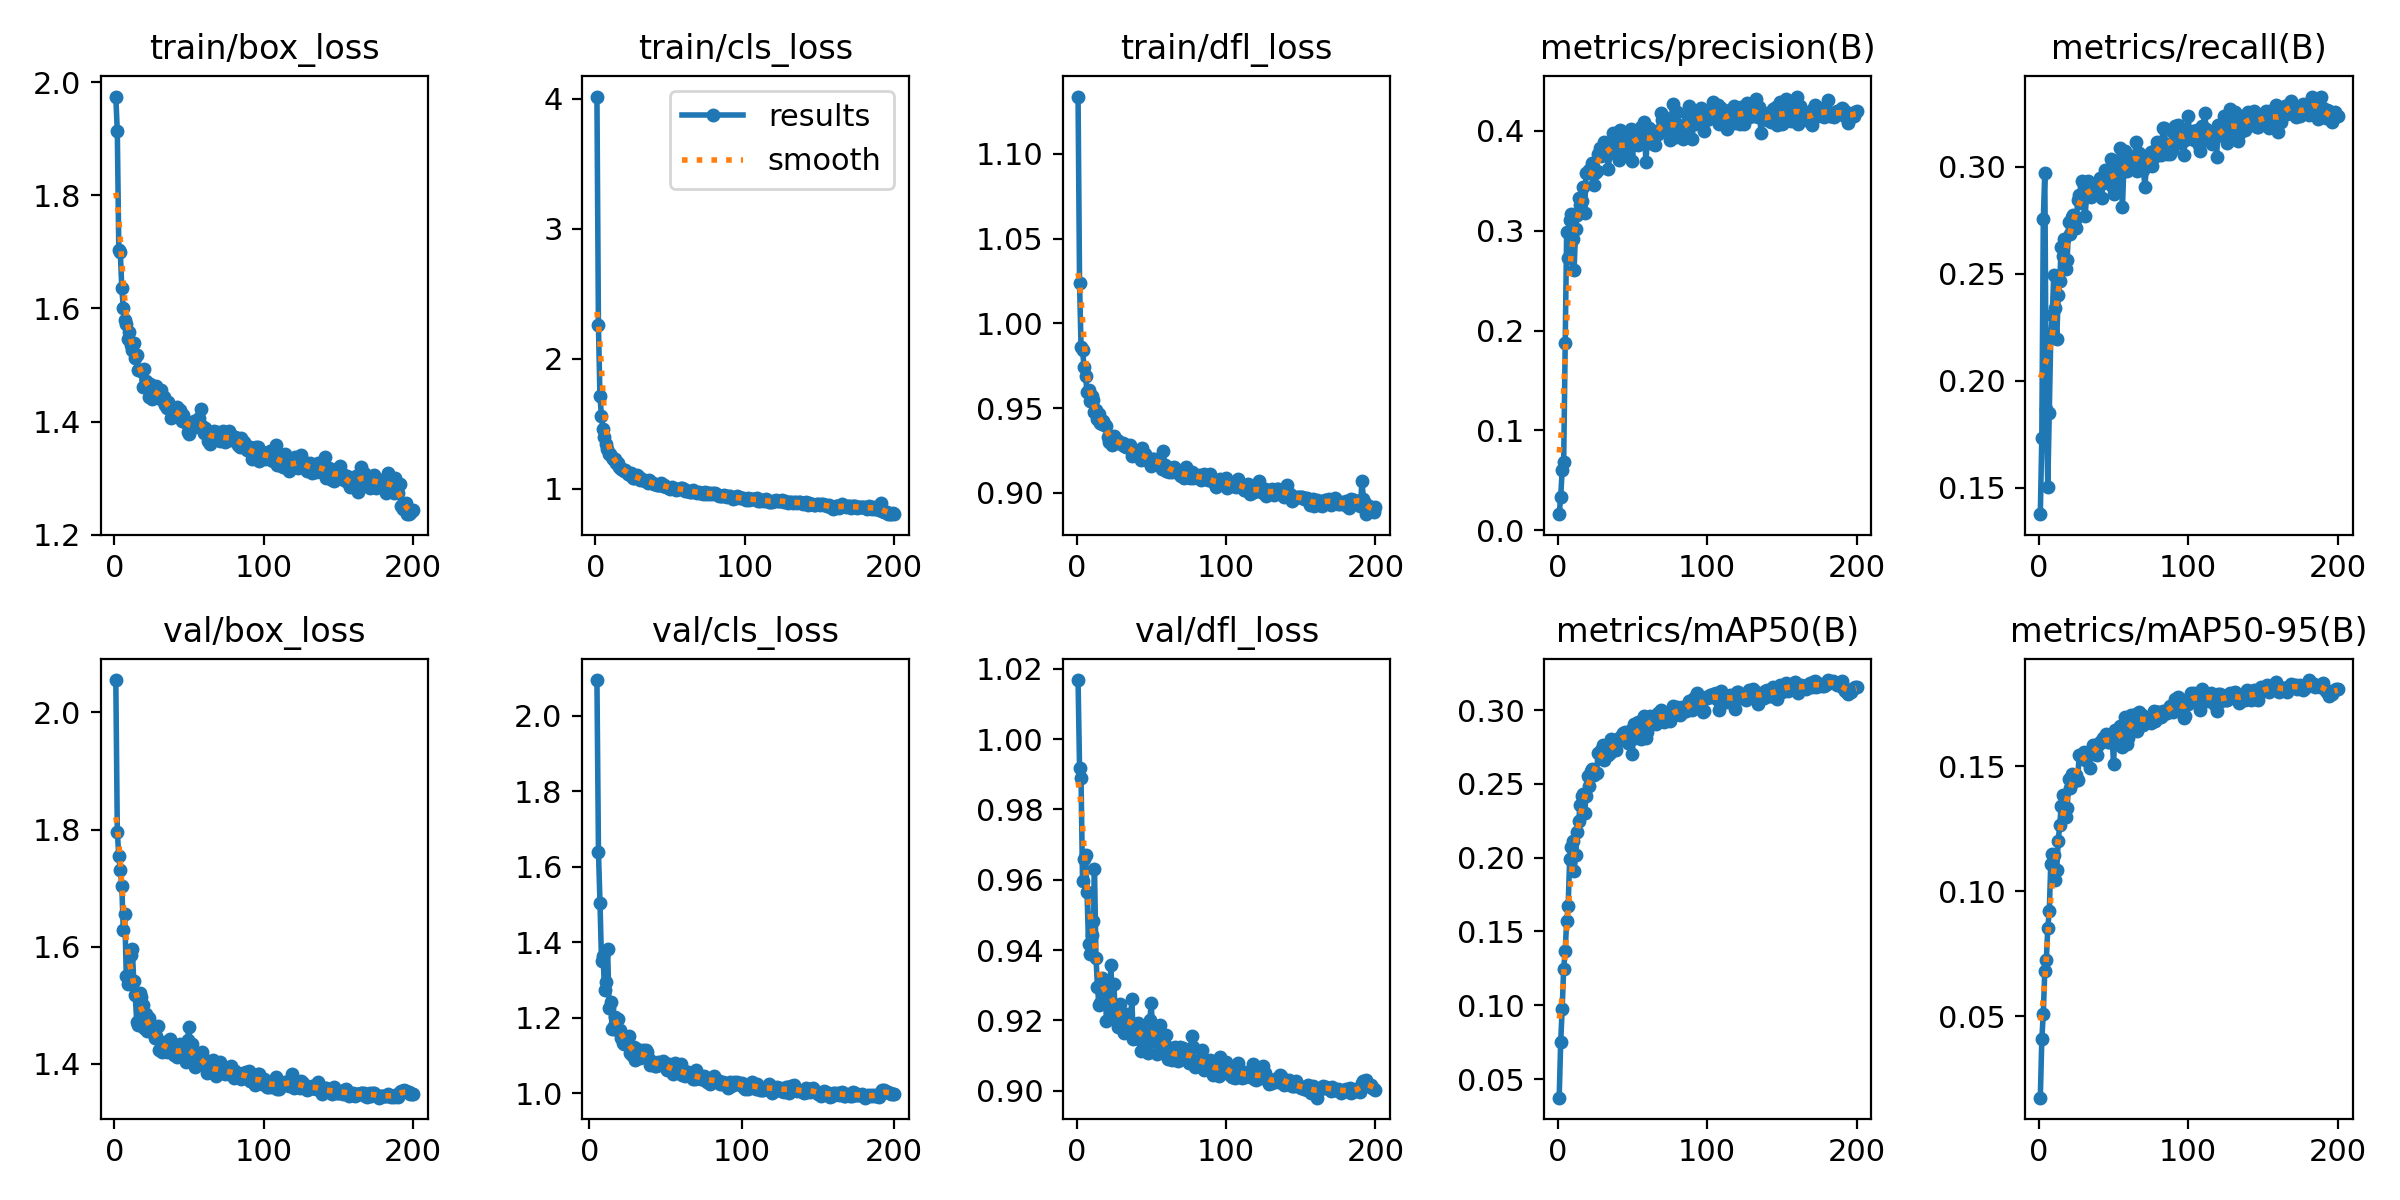 train/box_loss
2.0
1.8
1.6
1.4
1.2
0 100 200
train/cls_loss
results
smooth
4
3
2
1
0 100 200
train/dfl_loss
1.10
1.05
1.00
0.95
0.90
0 100 200
metrics/precision(B)
0.4
0.3
0.2
0.1
0.0
0 100 200
metrics/recall(B)
0.30
0.25
0.20
0.15
0 100 200
val/box_loss
2.0
1.8
1.6
1.4
0 100 200
val/cls_loss
2.0
1.8
1.6
1.4
1.2
1.0
0 100 200
val/dfl_loss
1.02
1.00
0.98
0.96
0.94
0.92
0.90
0 100 200
metrics/mAP50(B)
0.30
0.25
0.20
0.15
0.10
0.05
0 100 200
metrics/mAP50-95(B)
0.15
0.10
0.05
0 100 200